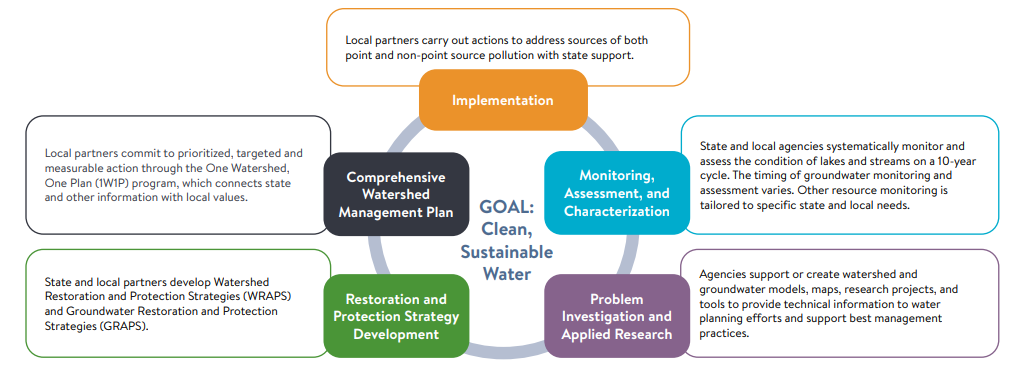 Local partners carry out actions to address sources of both
point and non-point source pollution with state support.
Implementation
Local partners commit to prioritized, targeted and
measurable action through the One Watershed,
One Plan (1W1P) program, which connects state
and other information with local values.
Comprehensive
Watershed
Management Plan
Monitoring,
Assessment, and
Characterization
State and local agencies systematically monitor and
assess the condition of lakes and streams on a 10-year
cycle. The timing of groundwater monitoring and
assessment varies. Other resource monitoring is
tailored to specific state and local needs.
GOAL:
Clean,
Sustainable
Water
State and local partners develop Watershed
Restoration and Protection Strategies (WRAPS)
and Groundwater Restoration and Protection
Strategies (GRAPS).
Restoration and
Protection Strategy
Development
Problem
Investigation and
Applied Research
Agencies support or create watershed and
groundwater models, maps, research projects, and
tools to provide technical information to water
planning efforts and support best management
practices.